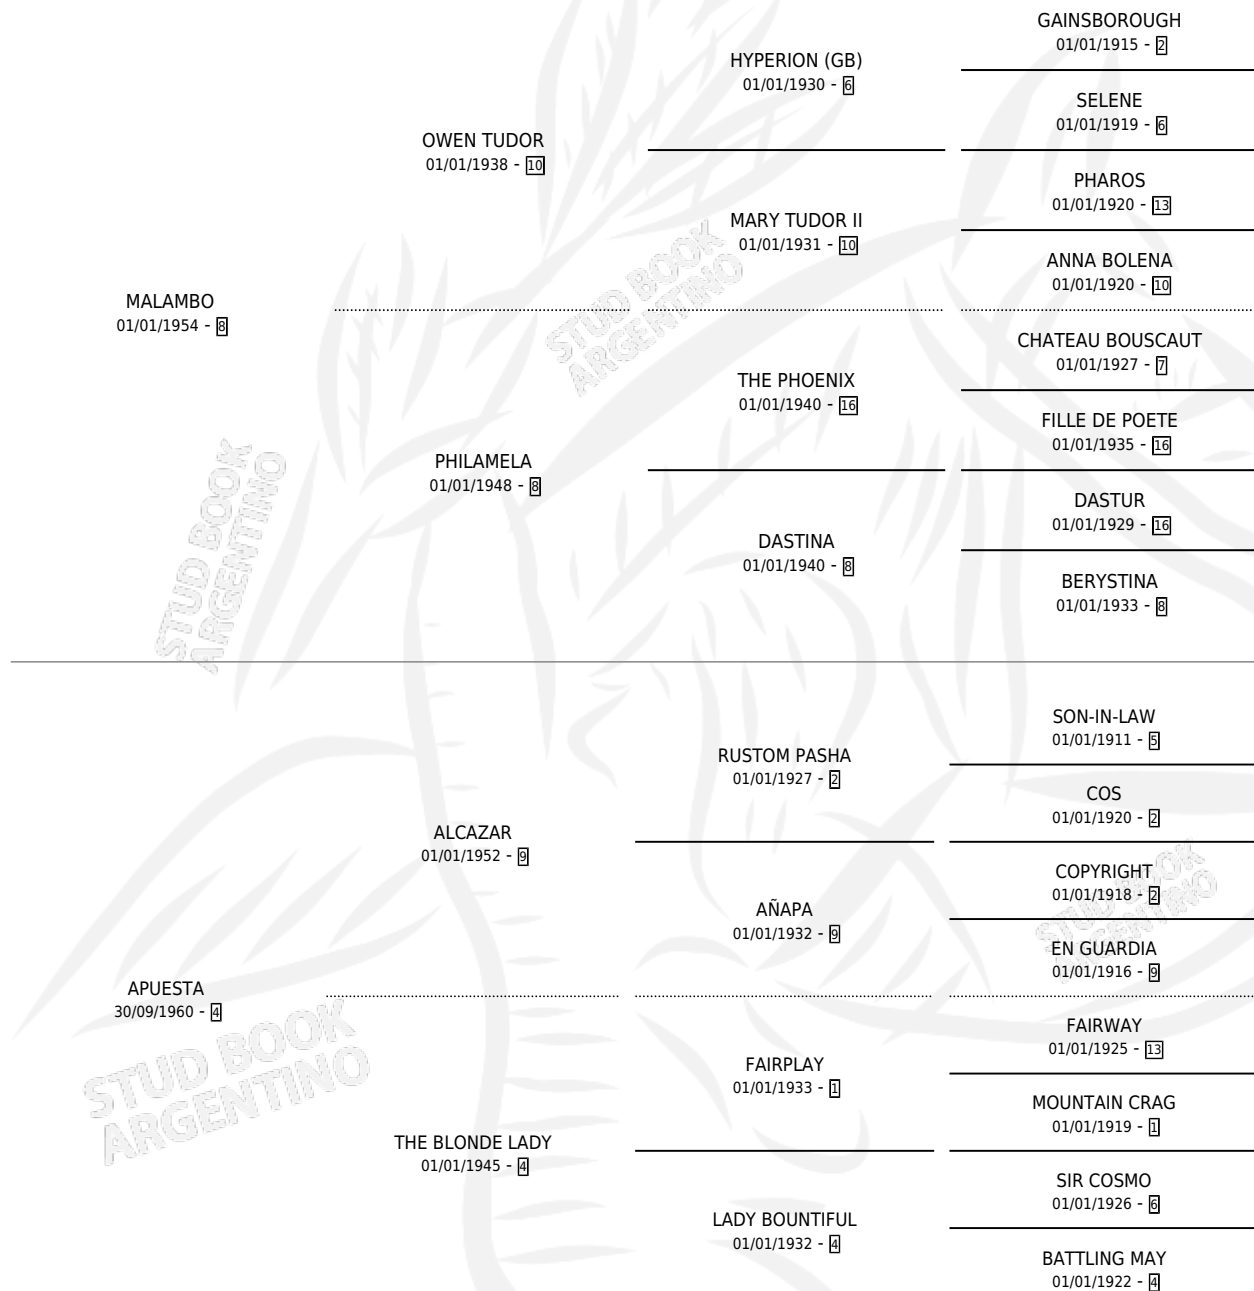 GAINSBOROUGH
01/01/1915 - 2
HYPERION (GB)
01/01/1930 - 6
SELENE
01/01/1919 - 6
OWEN TUDOR
01/01/1938 - 10
PHAROS
01/01/1920 - 13
MARY TUDOR II
01/01/1931 - 10
ANNA BOLENA
01/01/1920 - 10
MALAMBO
01/01/1954 - 8
CHATEAU BOUSCAUT
01/01/1927 - 7
THE PHOENIX
01/01/1940 - 16
FILLE DE POETE
01/01/1935 - 16
PHILAMELA
01/01/1948 - 8
DASTUR
01/01/1929 - 16
DASTINA
01/01/1940 - 8
BERYSTINA
01/01/1933 - 8
SON-IN-LAW
01/01/1911 - 5
RUSTOM PASHA
01/01/1927 - 2
COS
01/01/1920 - 2
ALCAZAR
01/01/1952 - 9
COPYRIGHT
01/01/1918 - 2
AÑAPA
01/01/1932 - 9
EN GUARDIA
01/01/1916 - 9
APUESTA
30/09/1960 - 4
FAIRWAY
01/01/1925 - 13
FAIRPLAY
01/01/1933 - 1
MOUNTAIN CRAG
01/01/1919 - 1
THE BLONDE LADY
01/01/1945 - 4
SIR COSMO
01/01/1926 - 6
LADY BOUNTIFUL
01/01/1932 - 4
BATTLING MAY
01/01/1922 - 4
STUD BOOK
ARGENTINO
STUD BOOK
ARGENTINO
STUD BOOK
ARGENTINO
STUD BOOK
ARGENTINO